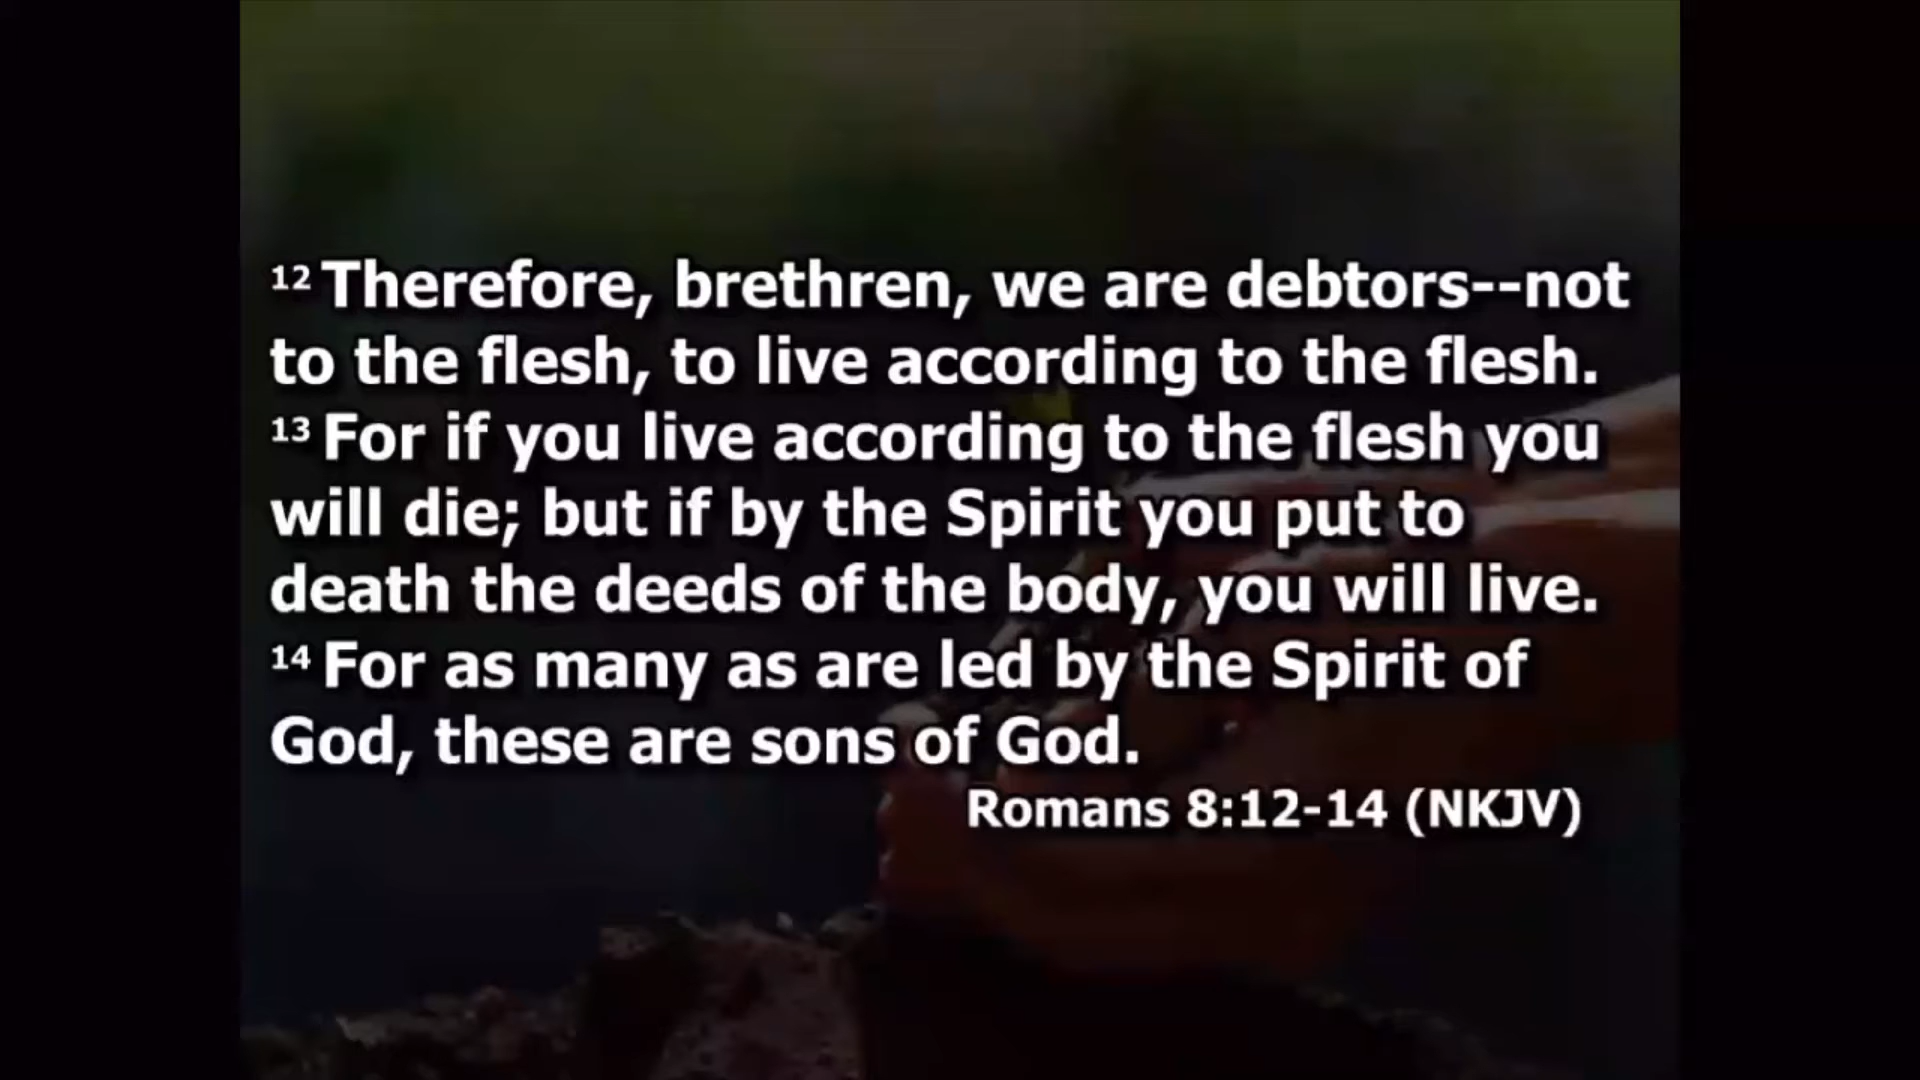 12 Therefore, brethren, we are debtors--not
to the flesh, to live according to the flesh.
13 For if you live according to the flesh you
will die; but if by the Spirit you put to
death the deeds of the body, you will live.
14 For as many as are led by the Spirit of
God, these are sons of God.
Romans 8:12-14 (NKJV)